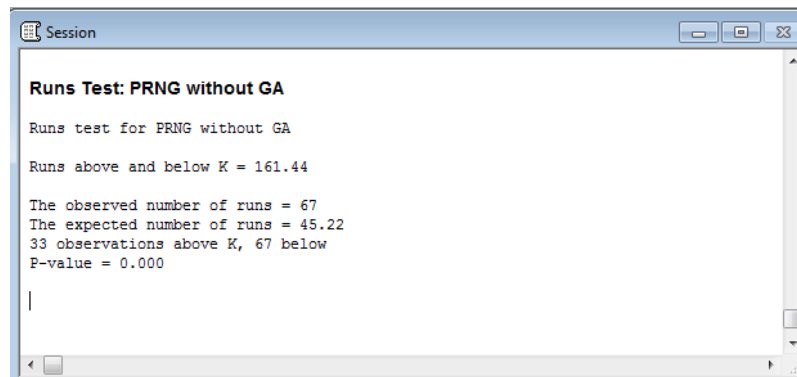 Session
Runs Test: PRNG without GA
Runs test for PRNG without GA
Runs above and below K = 161.44
The observed number of runs = 67
The expected number of runs = 45.22
33 observations above K, 67 below
P-value = 0.000